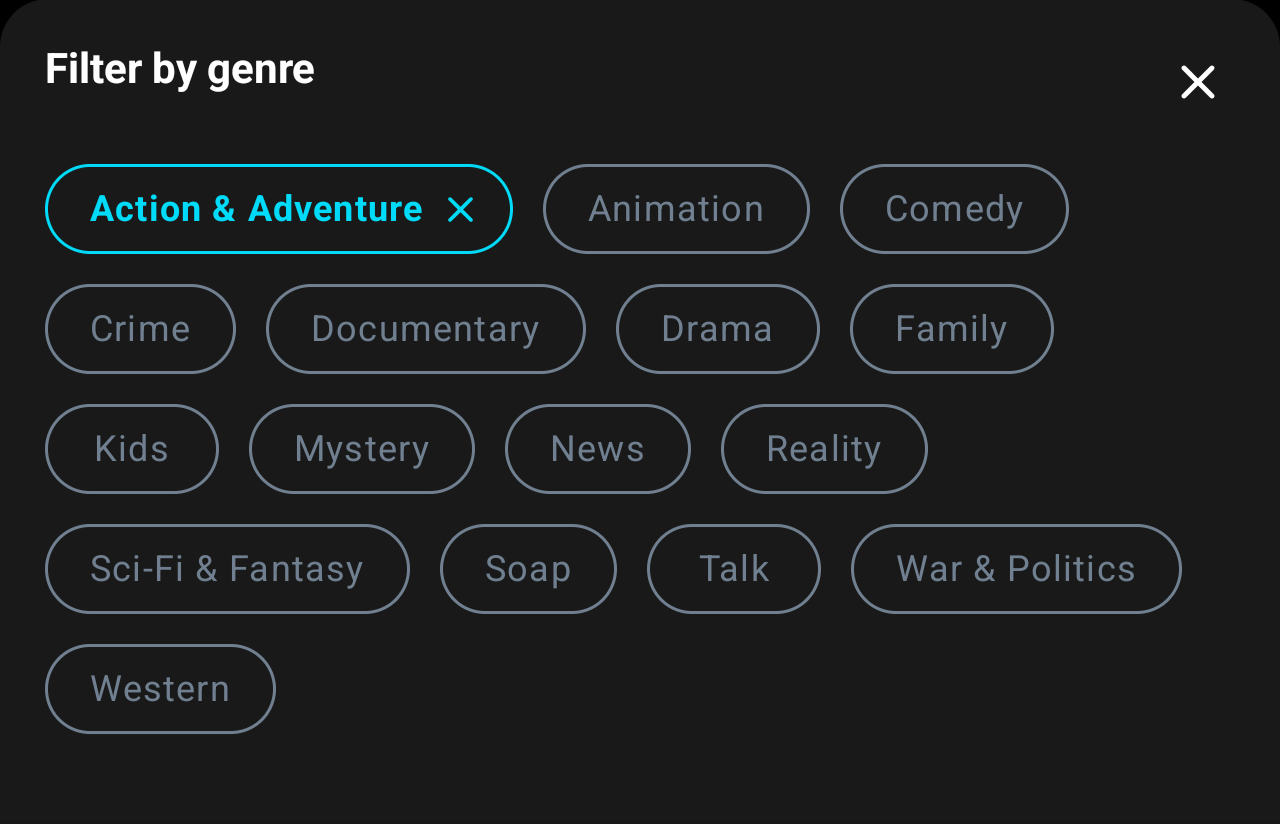 Filter by genre
Action & Adventure Animation Comedy
Crime Documentary Drama Family
Kids Mystery News Reality
Sci-Fi & Fantasy Soap Talk War & Politics
Western